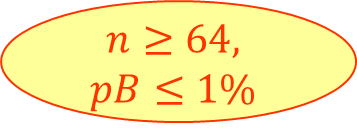 n ≥ 64,
pB ≤ 1%